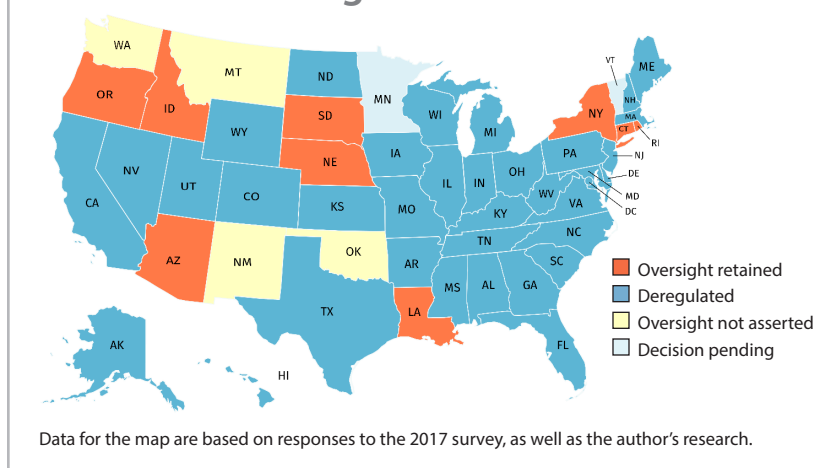 WA
MT
ND
MN
VT
ME
OR
ID
SD
WI
NY
NH
MA
CT
RI
WY
MI
NE
IA
PA
NJ
NV
UT
CO
IL
IN
OH
DE
MD
DC
CA
KS
MO
WV
VA
KY
AZ
NM
OK
TN
NC
AR
SC
MS
AL
GA
TX
LA
FL
AK
HI
Oversight retained
Deregulated
Oversight not asserted
Decision pending
Data for the map are based on responses to the 2017 survey, as well as the author’s research.